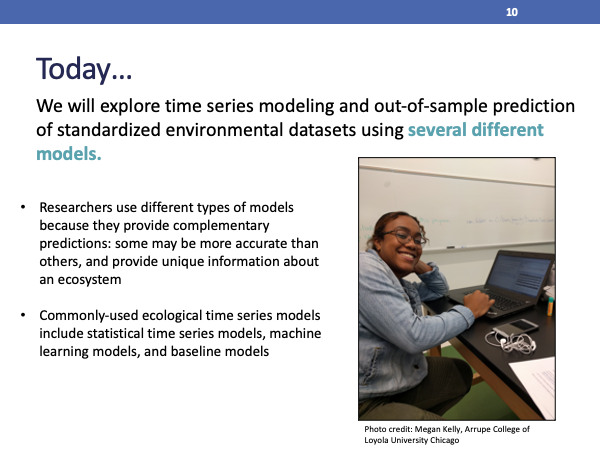 10
Today…
We will explore time series modeling and out-of-sample prediction
of standardized environmental datasets using several different
models.
• Researchers use different types of models
because they provide complementary
predictions: some may be more accurate than
others, and provide unique information about
an ecosystem
• Commonly-used ecological time series models
include statistical time series models, machine
learning models, and baseline models
Photo credit: Megan Kelly, Arrupe College of
Loyola University Chicago